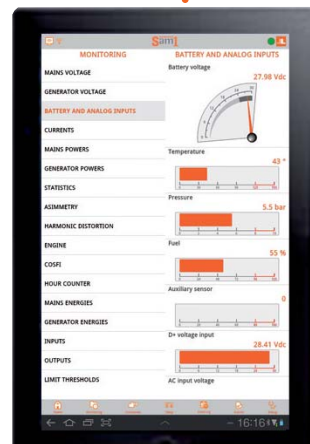 Sam1
MONITORING
MAINS VOLTAGE
GENERATOR VOLTAGE
BATTERY AND ANALOG INPUTS
CURRENTS
MAINS POWERS
GENERATOR POWERS
STATISTICS
ASIMMETRY
HARMONIC DISTORTION
ENGINE
COSFI
HOUR COUNTER
MAINS ENERGIES
GENERATOR ENERGIES
INPUTS
OUTPUTS
LIMIT THRESHOLDS
BATTERY AND ANALOG INPUTS
Battery voltage
27.98 Vdc
Temperature
43 °
Pressure
5.5 bar
Fuel
55 %
Auxiliary sensor
0
D+ voltage input
28.41 Vdc
AC input voltage
16:16